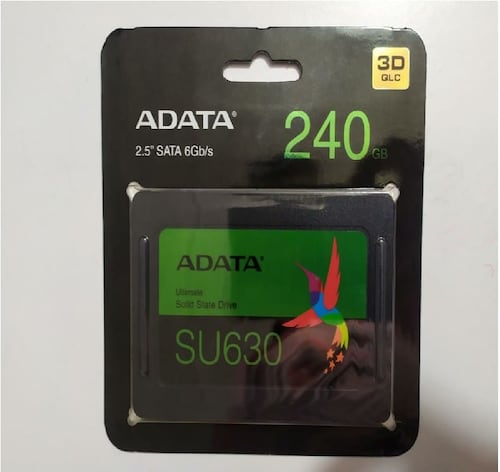 3D
QLC
ADATA®
240 GB
2.5" SATA 6Gb/s
ADATA®
Ultimate
Solid State Drive
SU630